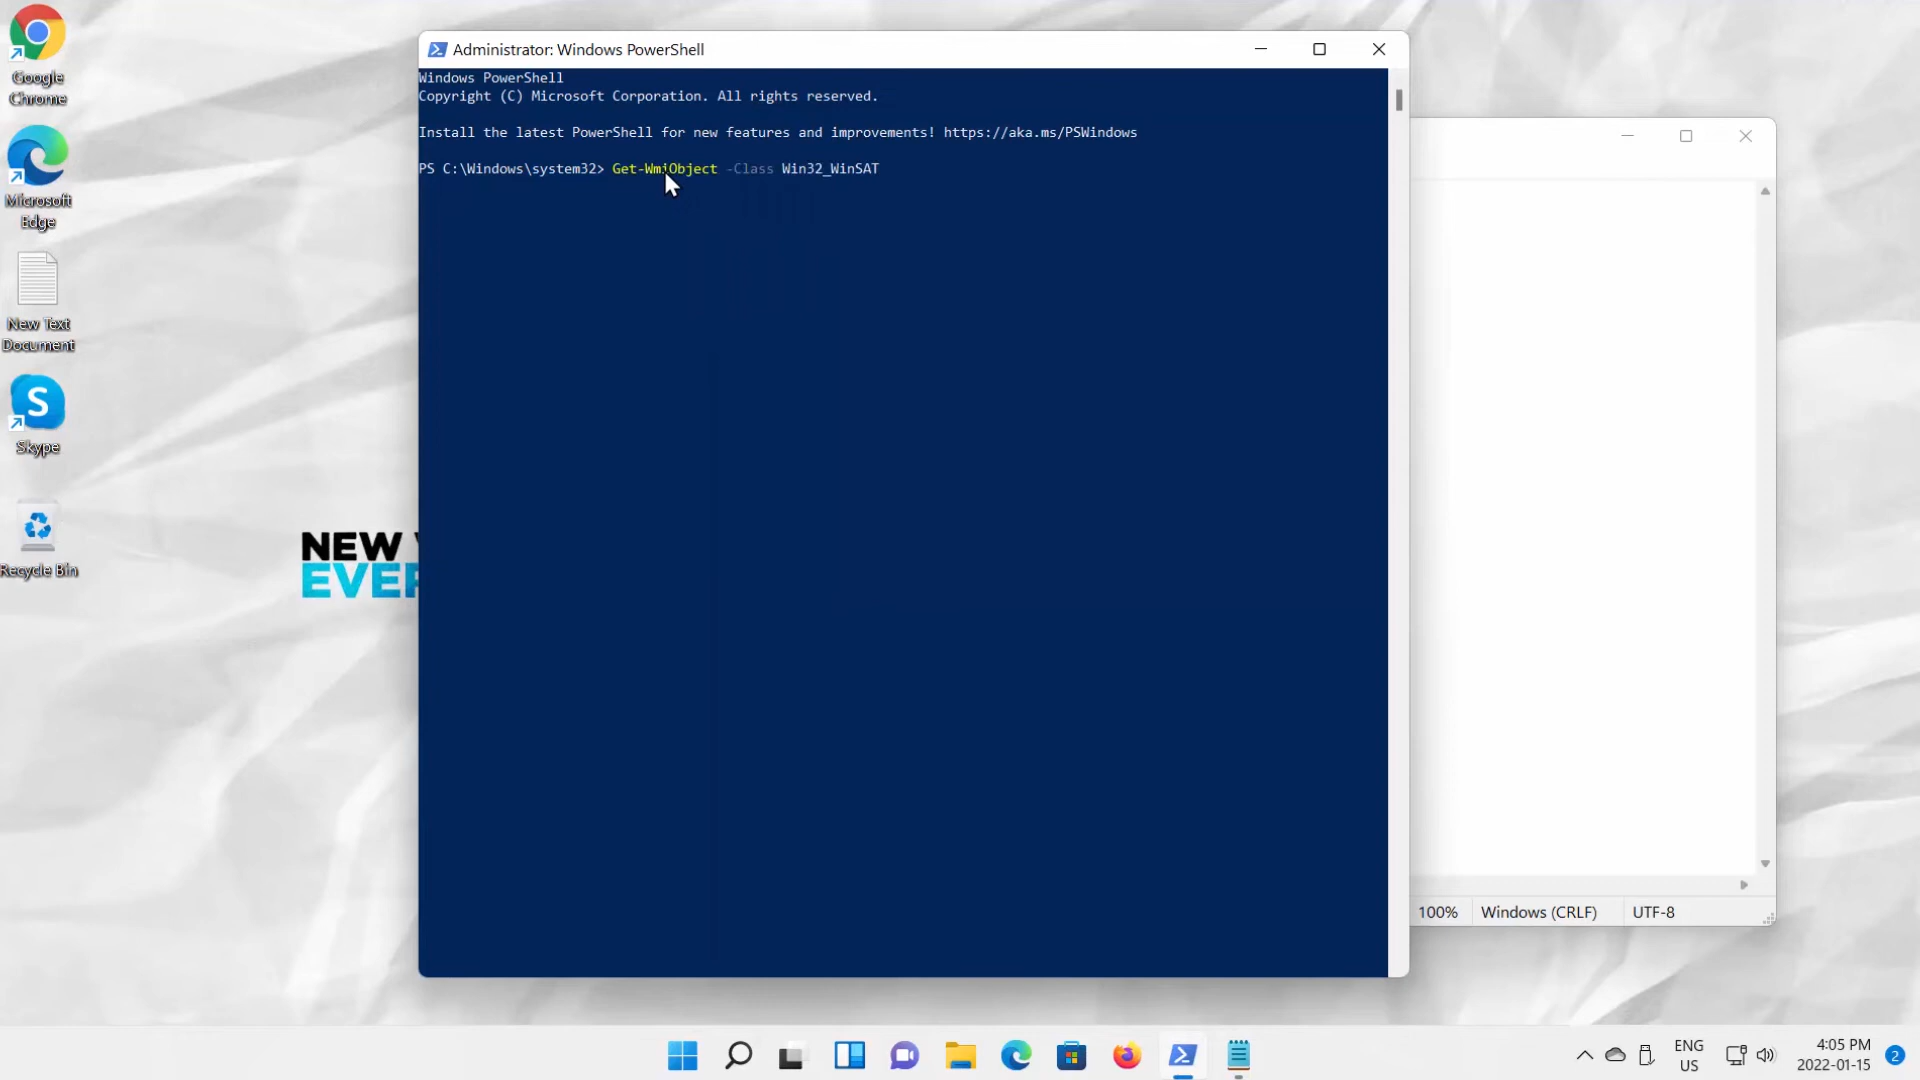 Google
Chrome
Microsoft
Edge
New Text
Document
Skype
Recycle Bin
NEW
EVER
Administrator: Windows PowerShell
Windows PowerShell
Copyright (C) Microsoft Corporation. All rights reserved.
Install the latest PowerShell for new features and improvements! https://aka.ms/PSWindows
PS C:\Windows\system32> Get-WmiObject -Class Win32_WinSAT
100%
Windows (CRLF)
UTF-8
ENG
US
4:05 PM
2022-01-15
2